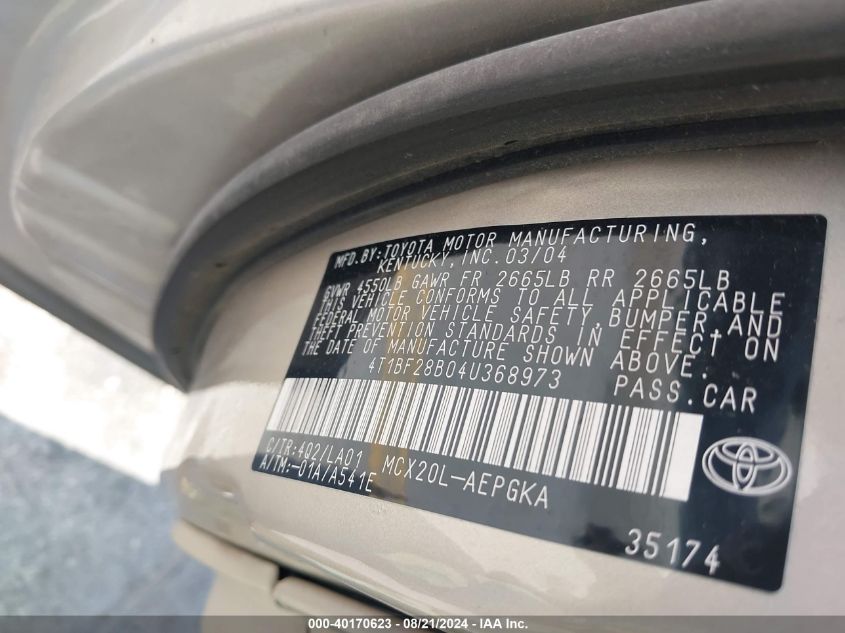 MFD.BY:TOYOTA MOTOR MANUFACTURING,
KENTUCKY,INC.03/04
GVWR 4550LB GAWR FR 2665LB RR 2665LB
THIS VEHICLE CONFORMS TO ALL APPLICABLE
FEDERAL MOTOR VEHICLE SAFETY,BUMPER,AND
THEFT PREVENTION STANDARDS IN EFFECT ON
THE DATE OF MANUFACTURE SHOWN ABOVE.
4T1BF28B04U368973 PASS.CAR
C/TR:4Q2/LA01 MCX20L-AEPGKA
A/TM:-01A/A541E
35174
000-40170623 - 08/21/2024 - IAA Inc.